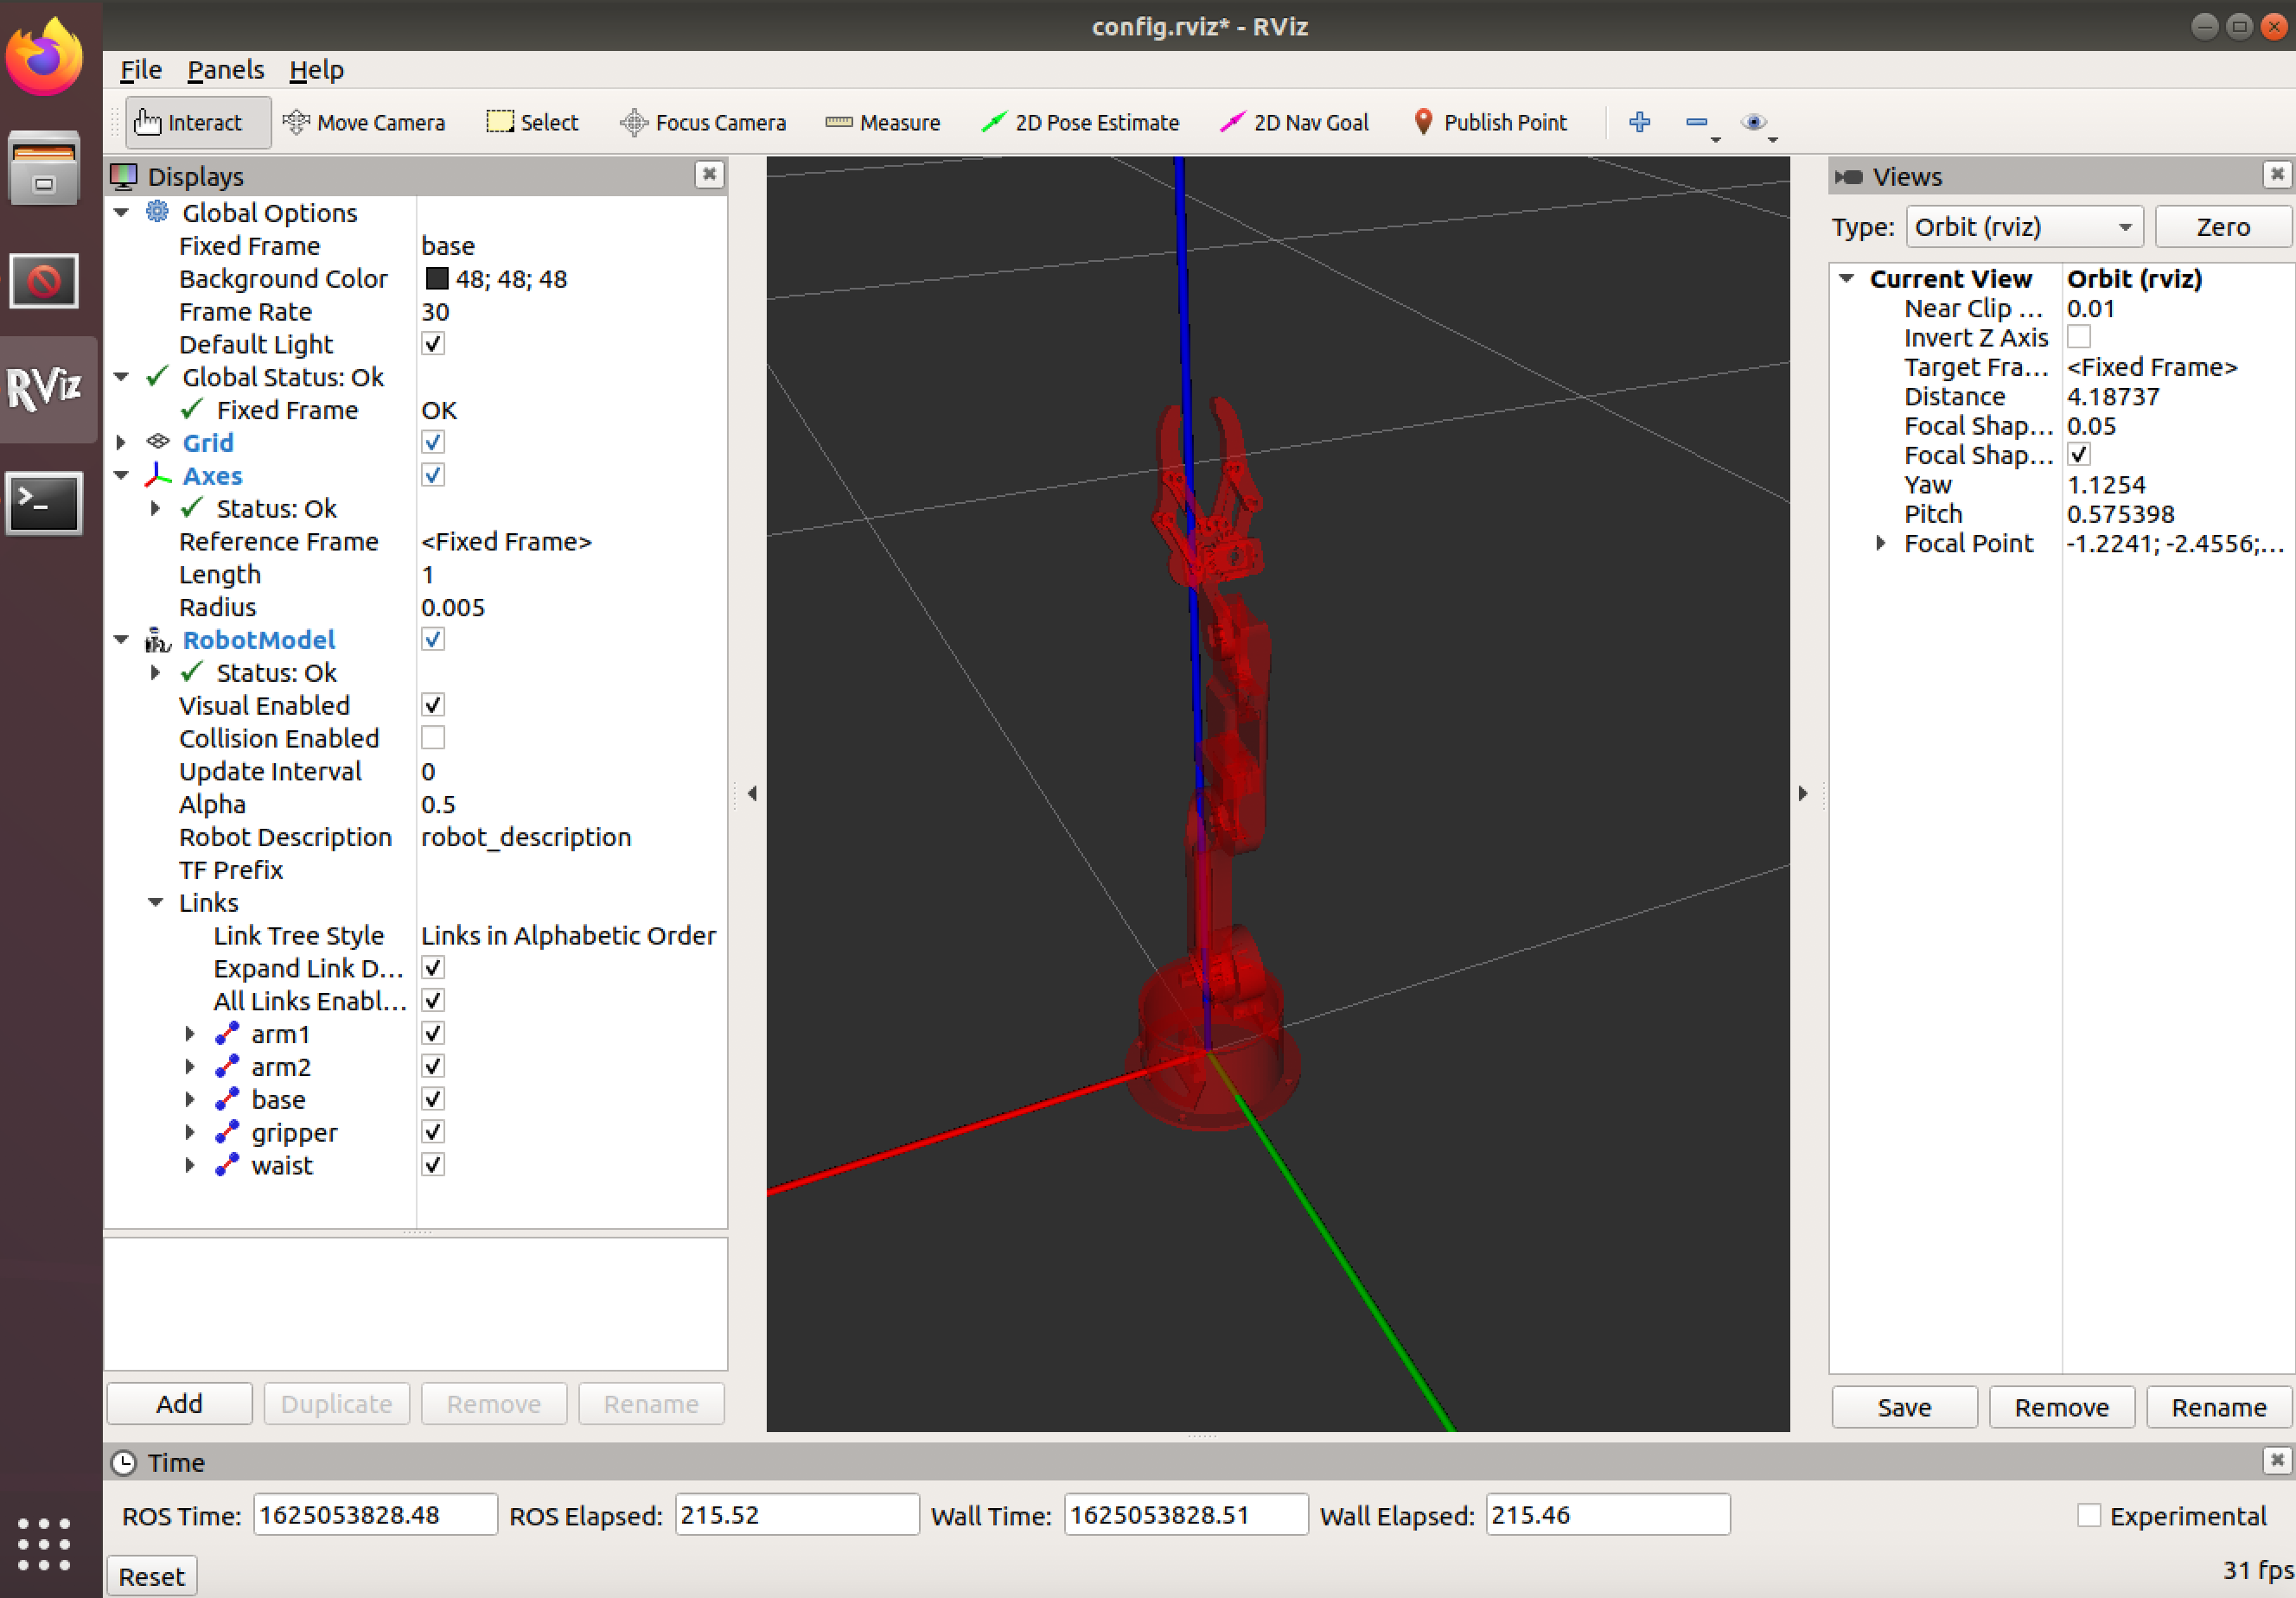 config.rviz* - RViz
File Panels Help
Interact Move Camera Select Focus Camera Measure 2D Pose Estimate 2D Nav Goal Publish Point
RViz
Displays
Global Options
Fixed Frame base
Background Color 48; 48; 48
Frame Rate 30
Default Light
Global Status: Ok
Fixed Frame OK
Grid
Axes
Status: Ok
Reference Frame <Fixed Frame>
Length 1
Radius 0.005
RobotModel
Status: Ok
Visual Enabled
Collision Enabled
Update Interval 0
Alpha 0.5
Robot Description robot_description
TF Prefix
Links
Link Tree Style Links in Alphabetic Order
Expand Link D...
All Links Enabl...
arm1
arm2
base
gripper
waist
Add Duplicate Remove Rename
Views
Type: Orbit (rviz) Zero
Current View Orbit (rviz)
Near Clip ... 0.01
Invert Z Axis
Target Fra... <Fixed Frame>
Distance 4.18737
Focal Shap... 0.05
Focal Shap...
Yaw 1.1254
Pitch 0.575398
Focal Point -1.2241; -2.4556;...
Save Remove Rename
Time
ROS Time: 1625053828.48 ROS Elapsed: 215.52 Wall Time: 1625053828.51 Wall Elapsed: 215.46 Experimental
Reset 31 fps